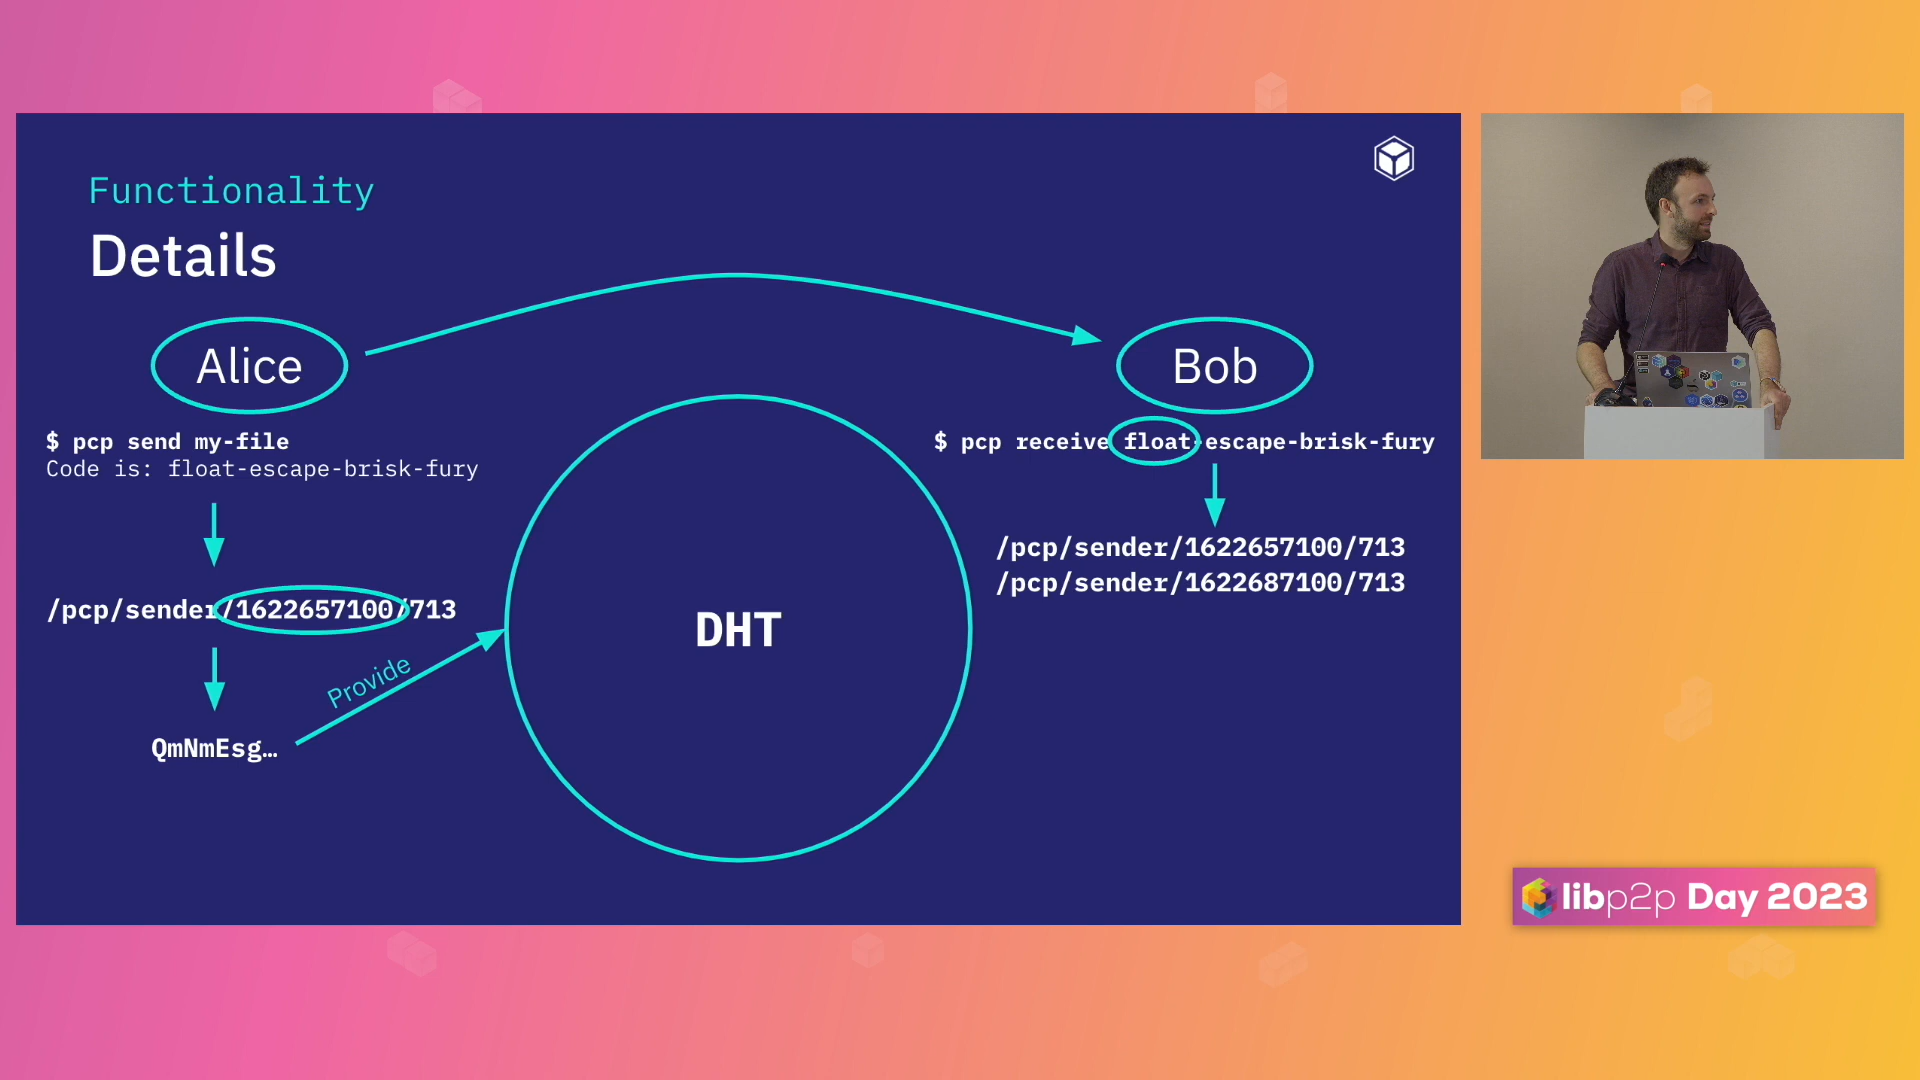 Functionality
Details
Alice
Bob
$ pcp send my-file
Code is: float-escape-brisk-fury
$ pcp receive float-escape-brisk-fury
/pcp/sender/1622657100/713
/pcp/sender/1622687100/713
/pcp/sender/1622657100/713
DHT
Provide
QmNmEsg…
libp2p Day 2023